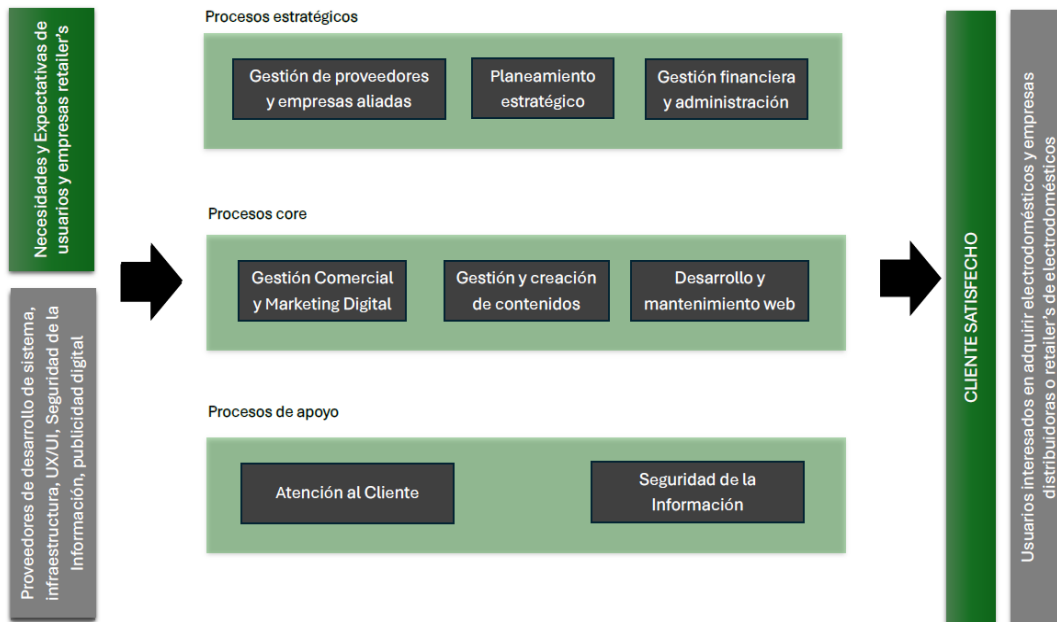 Necesidades y Expectativas de
usuarios y empresas retailer's
Proveedores de desarrollo de sistema,
infraestructura, UX/UI, Seguridad de la
Información, publicidad digital
Procesos estratégicos
Gestión de proveedores
y empresas aliadas
Planeamiento
estratégico
Gestión financiera
y administración
Procesos core
Gestión Comercial
y Marketing Digital
Gestión y creación
de contenidos
Desarrollo y
mantenimiento web
Procesos de apoyo
Atención al Cliente
Seguridad de la
Información
CLIENTE SATISFECHO
Usuarios interesados en adquirir electrodomésticos y empresas
distribuidoras o retailer's de electrodomésticos